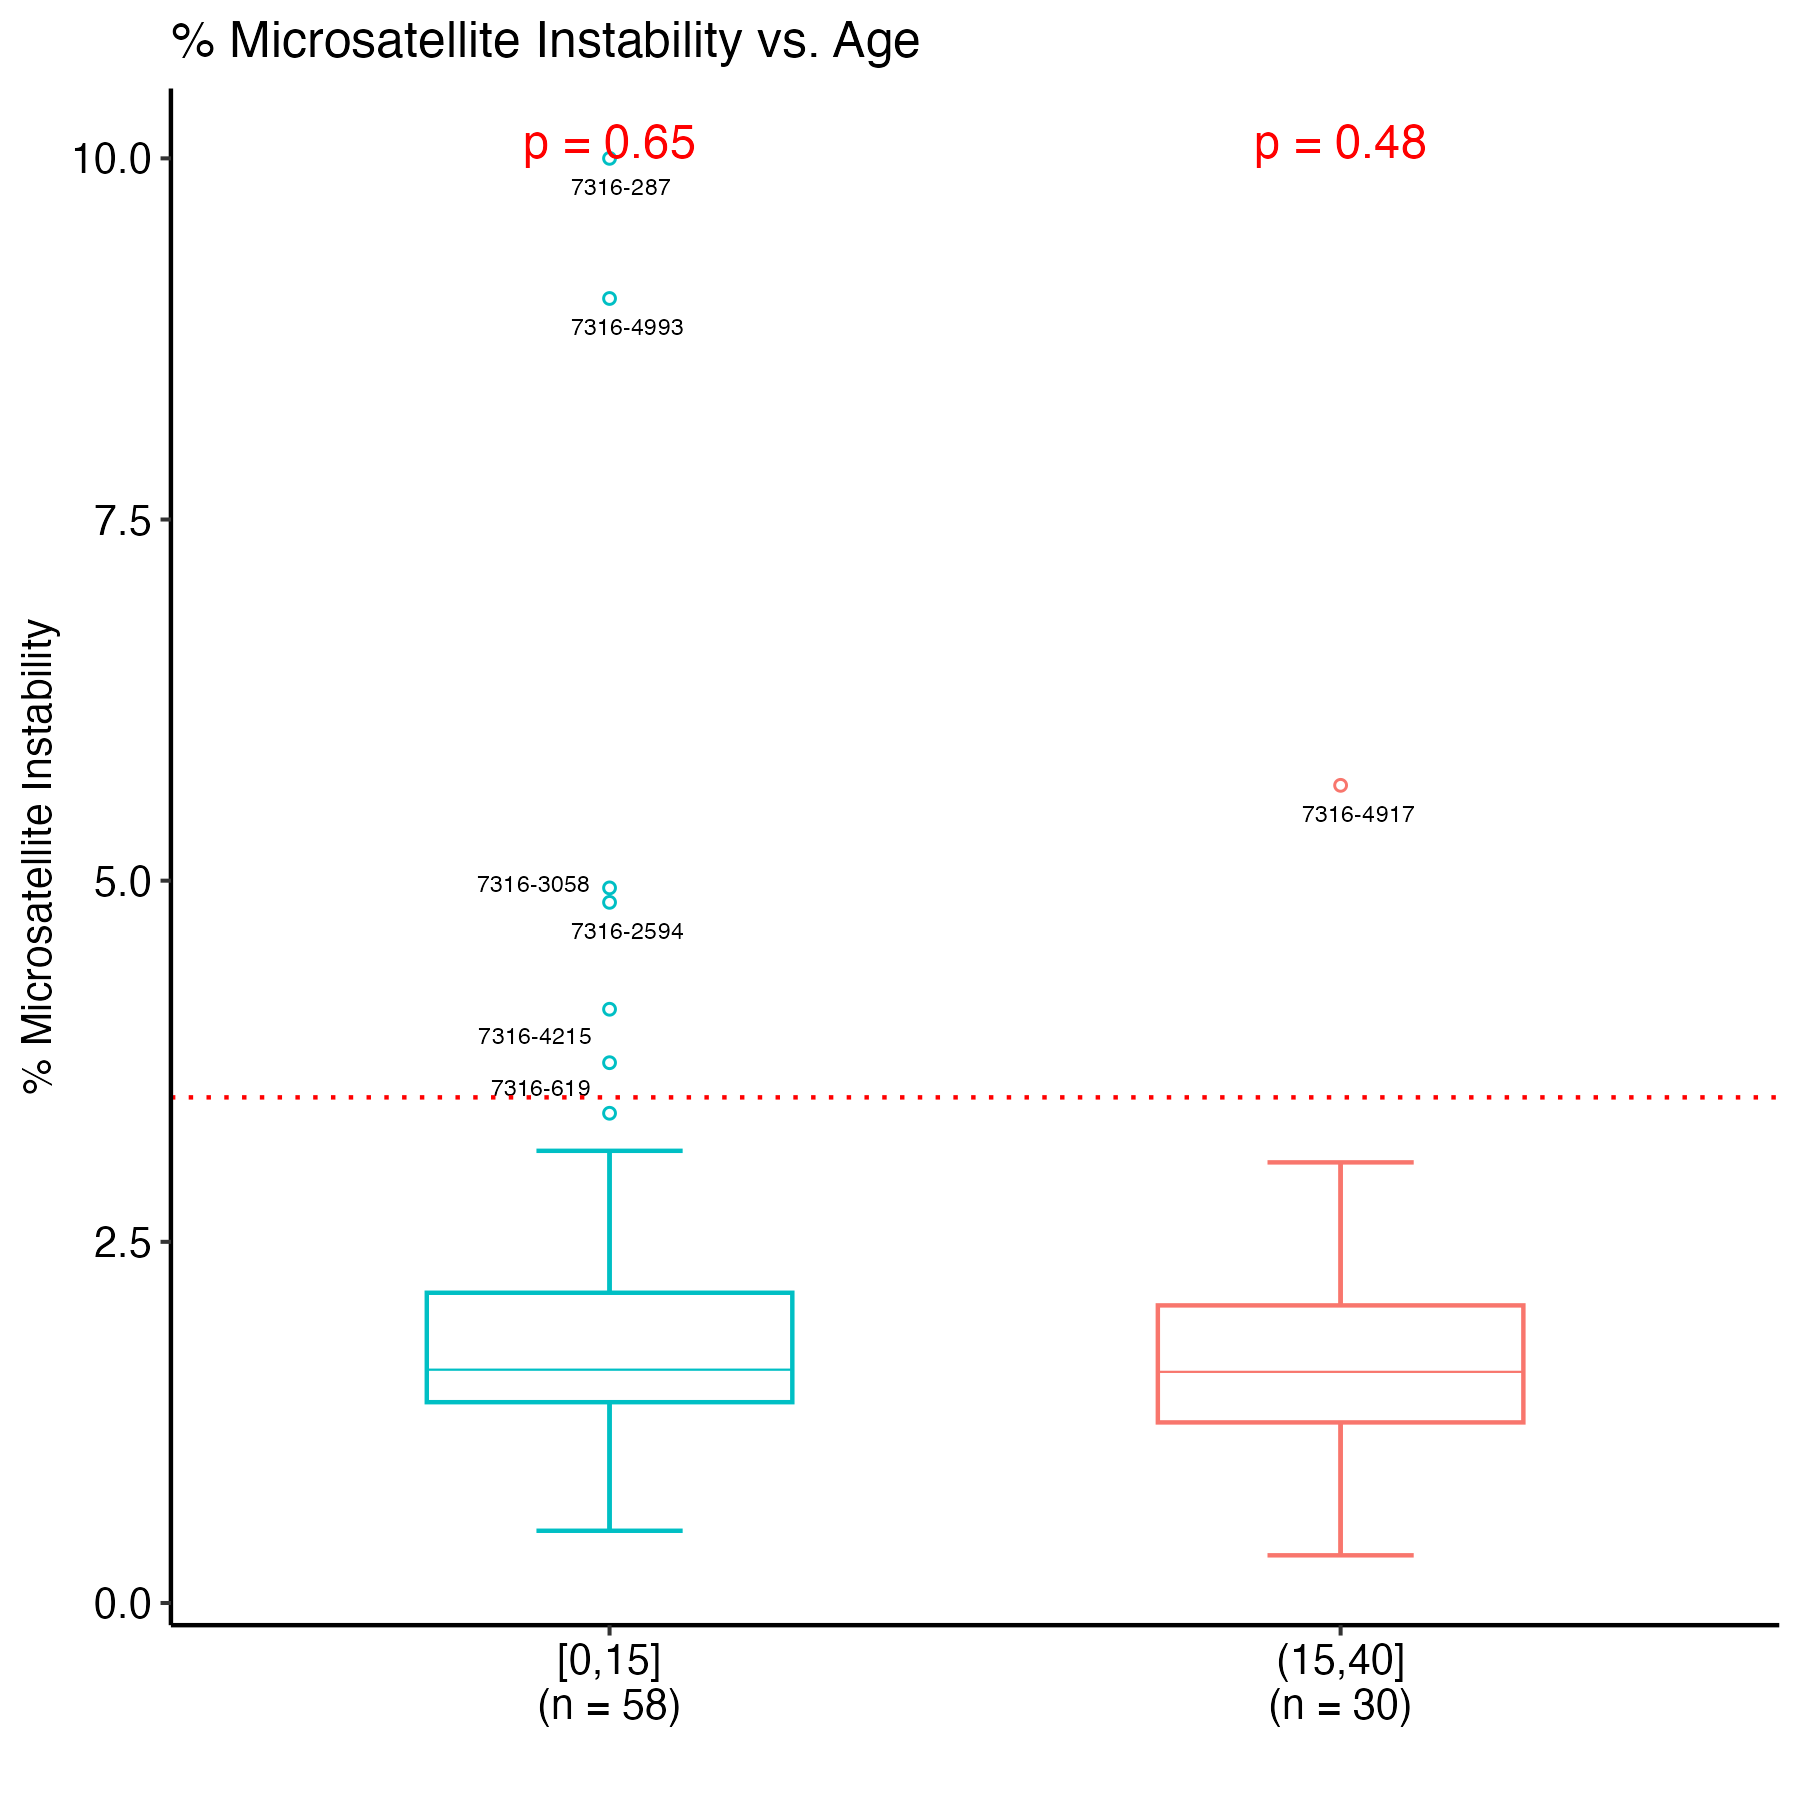 % Microsatellite Instability vs. Age
p = 0.65
p = 0.48
10.0
7316-287
7316-4993
7.5
7316-4917
5.0
7316-3058
7316-2594
7316-4215
7316-619
2.5
0.0
% Microsatellite Instability
[0,15]
(n = 58)
(15,40]
(n = 30)